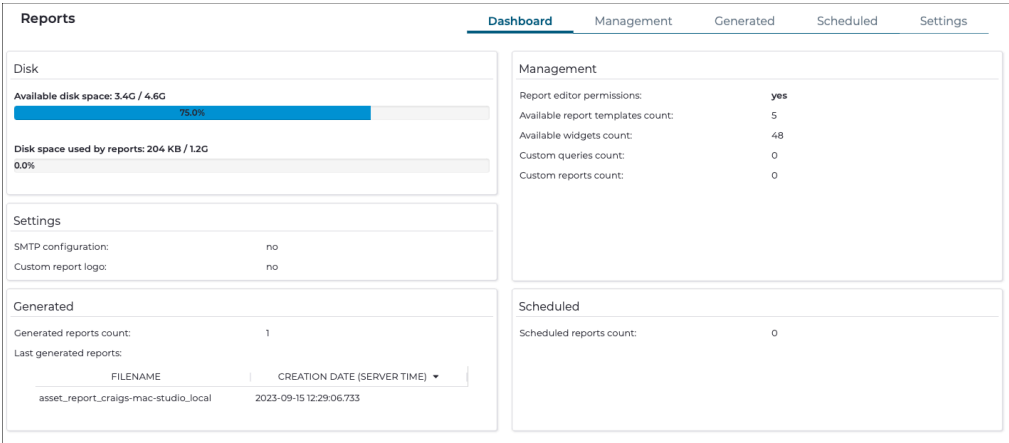 Reports
Dashboard Management Generated Scheduled Settings
Disk
Available disk space: 3.4G / 4.6G
75.0%
Disk space used by reports: 204 KB / 1.2G
0.0%
Settings
SMTP configuration: no
Custom report logo: no
Generated
Generated reports count: 1
Last generated reports:
FILENAME CREATION DATE (SERVER TIME)
asset_report_craigs-mac-studio_local 2023-09-15 12:29:06.733
Management
Report editor permissions: yes
Available report templates count: 5
Available widgets count: 48
Custom queries count: 0
Custom reports count: 0
Scheduled
Scheduled reports count: 0